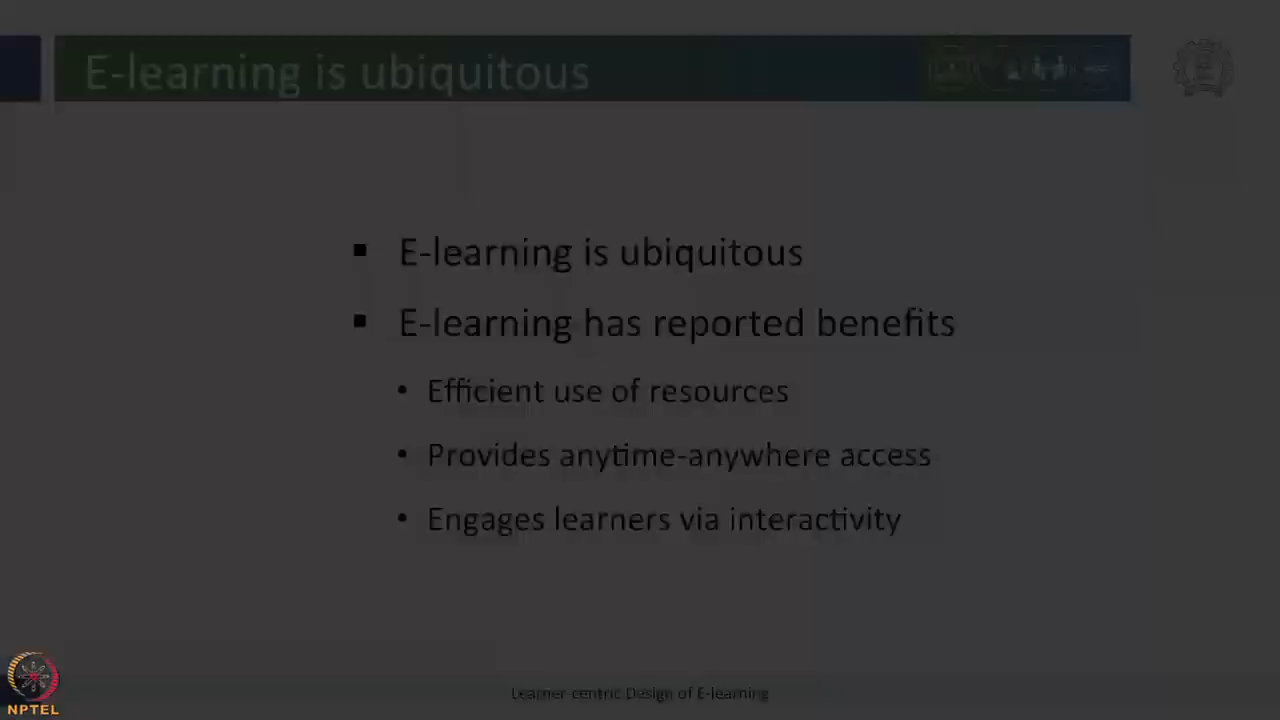 E-learning is ubiquitous
▪ E-learning is ubiquitous
▪ E-learning has reported benefits
• Efficient use of resources
• Provides anytime-anywhere access
• Engages learners via interactivity
Learner-centric Design of E-learning
NPTEL